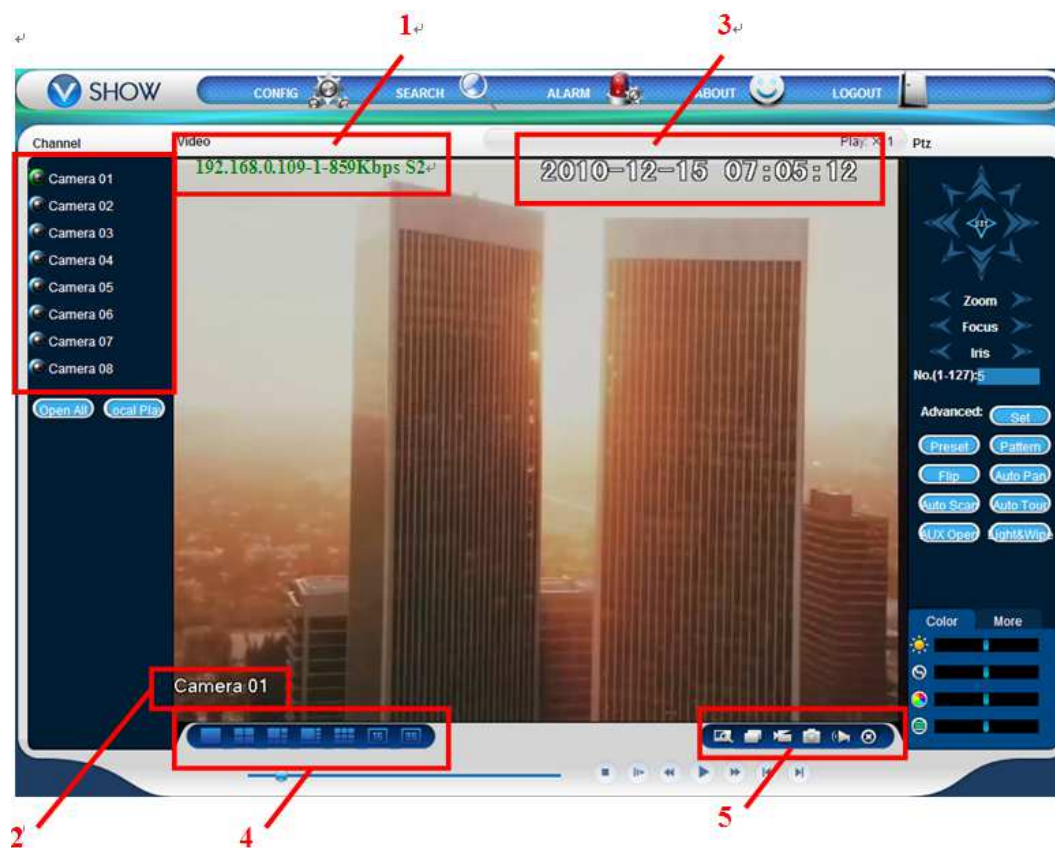 1
3
V SHOW
CONFIG
SEARCH
ALARM
ABOUT
LOGOUT
Channel
Video
Play: X 1
Ptz
192.168.0.109-1-859Kbps S2
2010-12-15 07:05:12
Camera 01
Camera 02
Camera 03
Camera 04
Camera 05
Camera 06
Camera 07
Camera 08
Open All
Local Play
SET
Zoom
Focus
Iris
No.(1-127):5
Advanced: Set
Preset Pattern
Flip Auto Pan
Auto Scan Auto Tour
AUX Open Light&Wipe
Color More
Camera 01
16
2
4
5